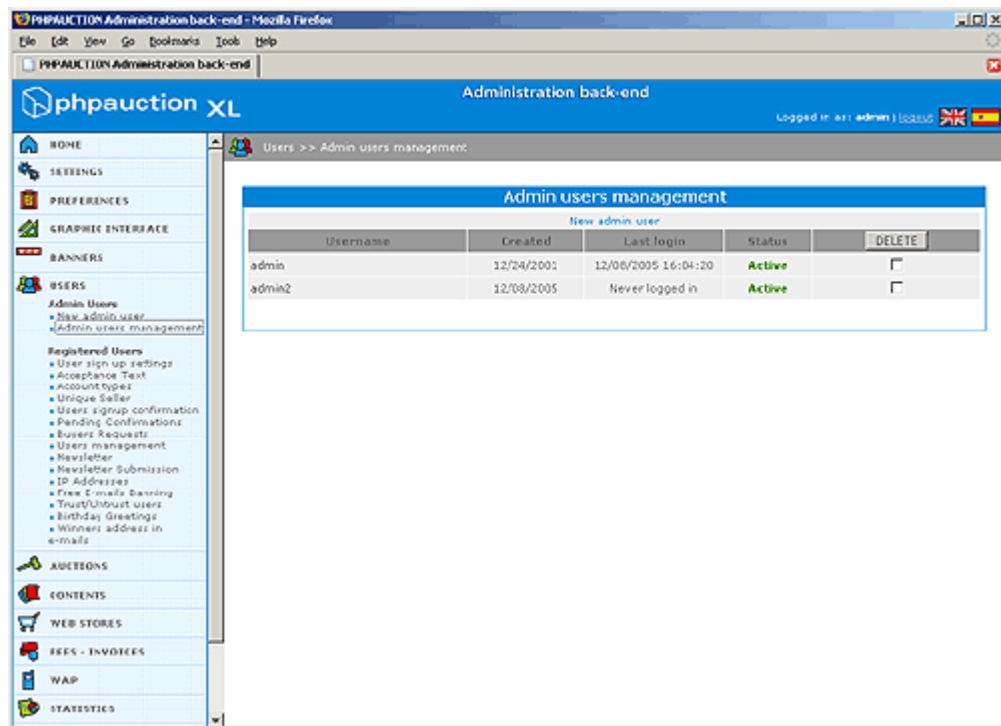 PHPAUCTION Administration back-end - Mozilla Firefox
File Edit View Go Bookmarks Tools Help
PHPAUCTION Administration back-end
phpauction XL
Administration back-end
Logged in as: admin | logout
HOME
SETTINGS
PREFERENCES
GRAPHIC INTERFACE
BANNERS
USERS
Admin Users
New admin user
Admin users management
Registered Users
User sign up settings
Acceptance Text
Account types
Unique Seller
Users signup confirmation
Pending Confirmations
Buyers Requests
Users management
Newsletter
Newsletter Submission
IP Addresses
Free E-mails Banning
Trust/Untrust users
Birthday Greetings
Winners address in
e-mails
AUCTIONS
CONTENTS
WEB STORES
FEES - INVOICES
WAP
STATISTICS
Users >> Admin users management
Admin users management
New admin user
Username Created Last login Status DELETE
admin 12/24/2001 12/08/2005 16:04:20 Active
admin2 12/08/2005 Never logged in Active